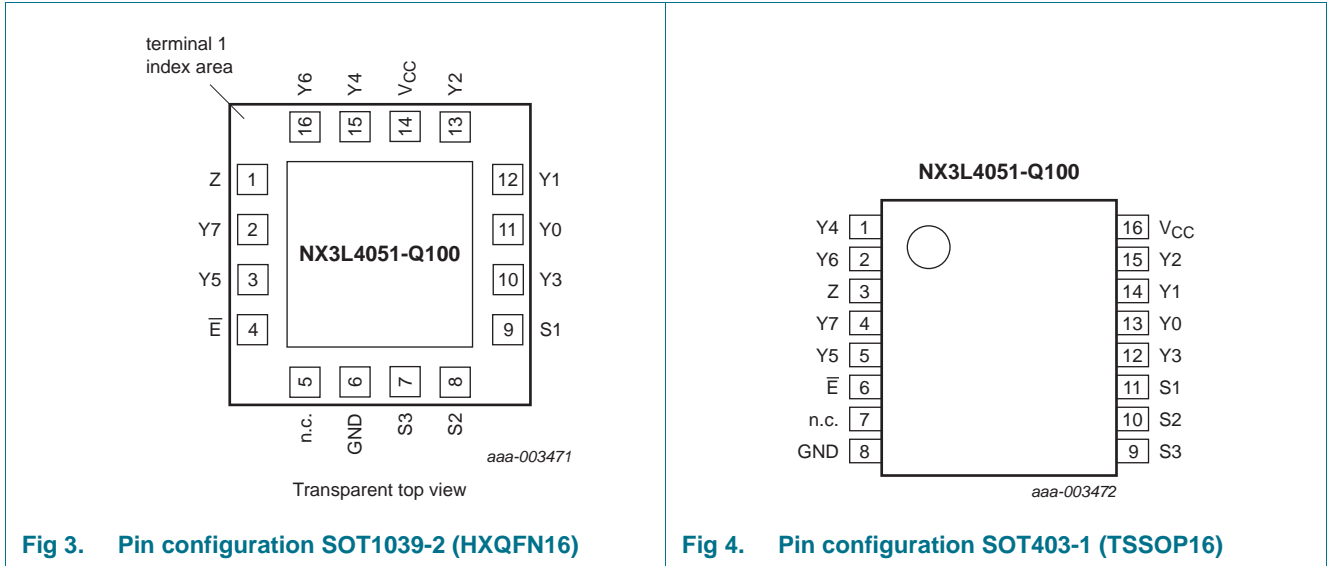 terminal 1
index area
Y6 Y4 VCC Y2
16 15 14 13
Z 1 12 Y1
Y7 2 11 Y0
NX3L4051-Q100
Y5 3 10 Y3
E̅ 4 9 S1
5 6 7 8
n.c. GND S3 S2
aaa-003471
Transparent top view
Fig 3. Pin configuration SOT1039-2 (HXQFN16)
NX3L4051-Q100
Y4 1 16 VCC
Y6 2 15 Y2
Z 3 14 Y1
Y7 4 13 Y0
Y5 5 12 Y3
E̅ 6 11 S1
n.c. 7 10 S2
GND 8 9 S3
aaa-003472
Fig 4. Pin configuration SOT403-1 (TSSOP16)